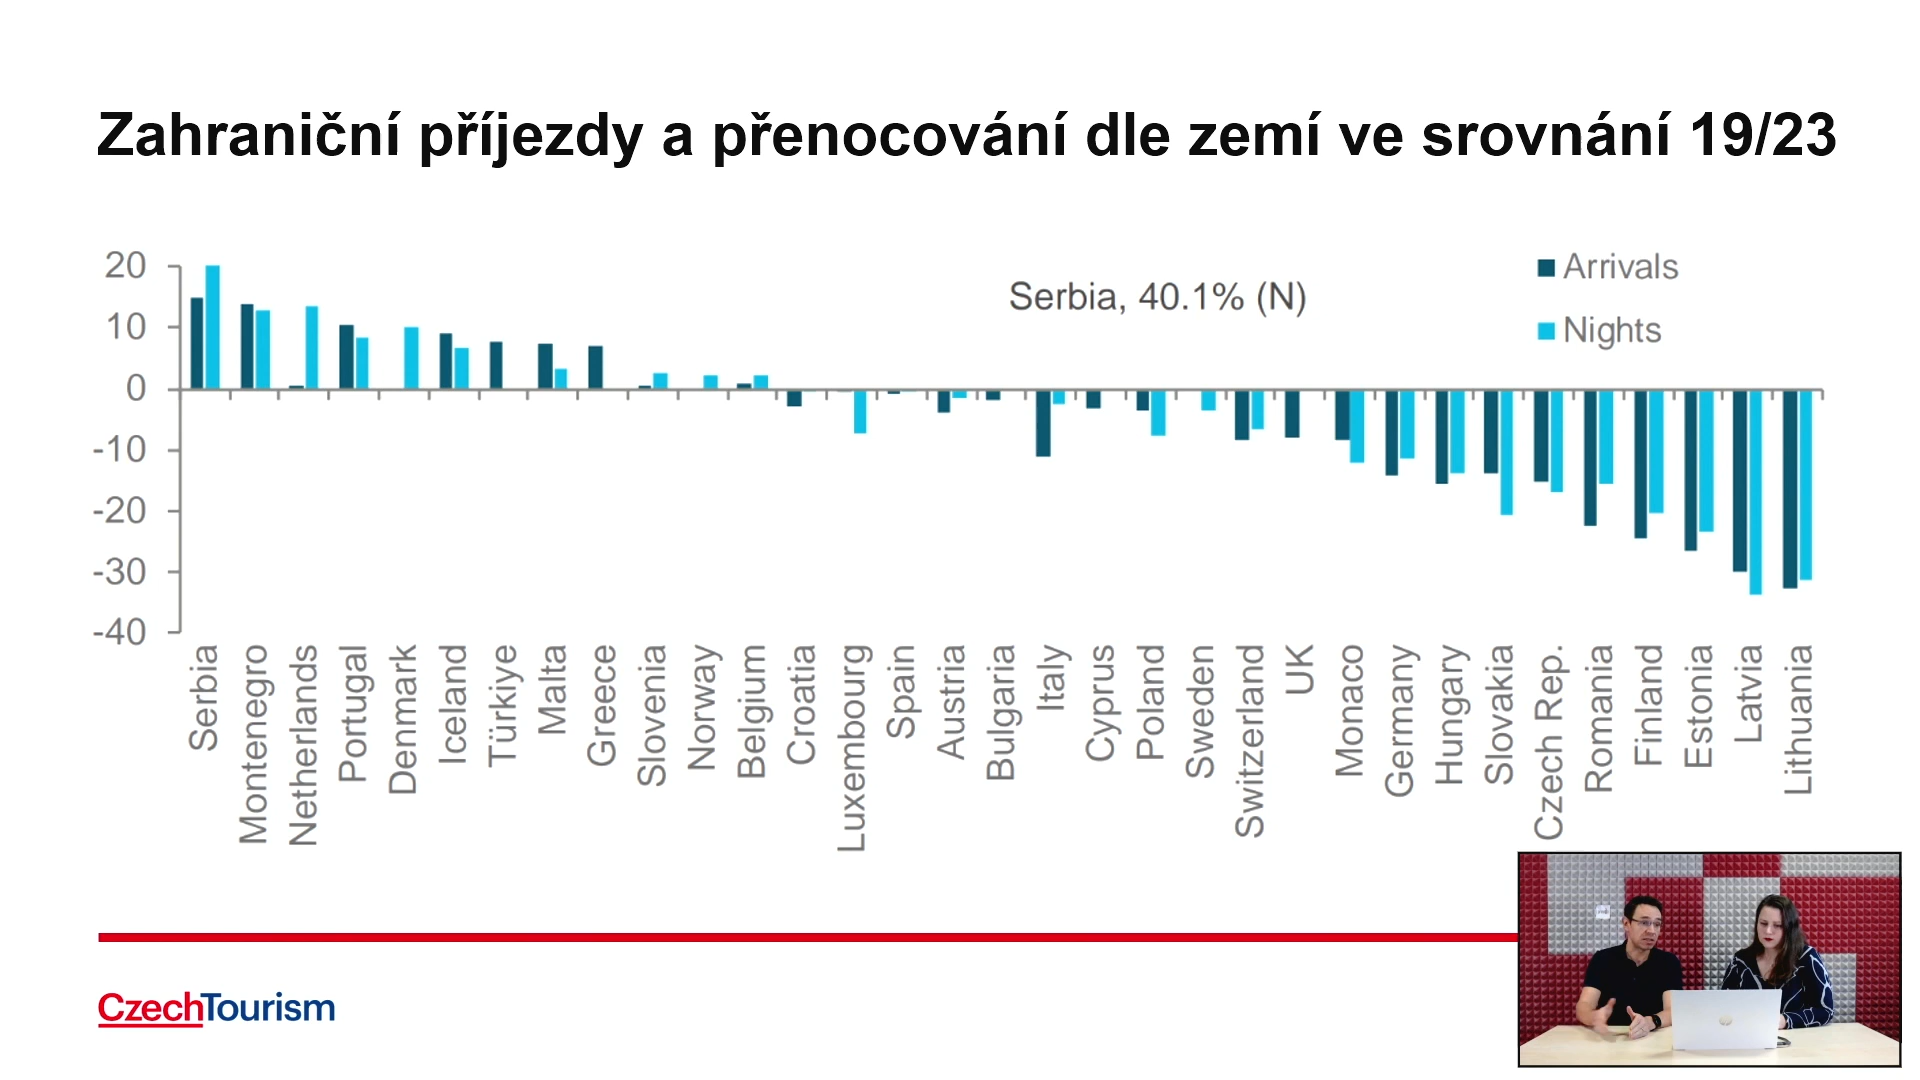 Zahraniční příjezdy a přenocování dle zemí ve srovnání 19/23
20
10
0
-10
-20
-30
-40
Serbia, 40.1% (N)
Arrivals
Nights
Serbia
Montenegro
Netherlands
Portugal
Denmark
Iceland
Türkiye
Malta
Greece
Slovenia
Norway
Belgium
Croatia
Luxembourg
Spain
Austria
Bulgaria
Italy
Cyprus
Poland
Sweden
Switzerland
UK
Monaco
Germany
Hungary
Slovakia
Czech Rep.
Romania
Finland
Estonia
Latvia
Lithuania
CzechTourism